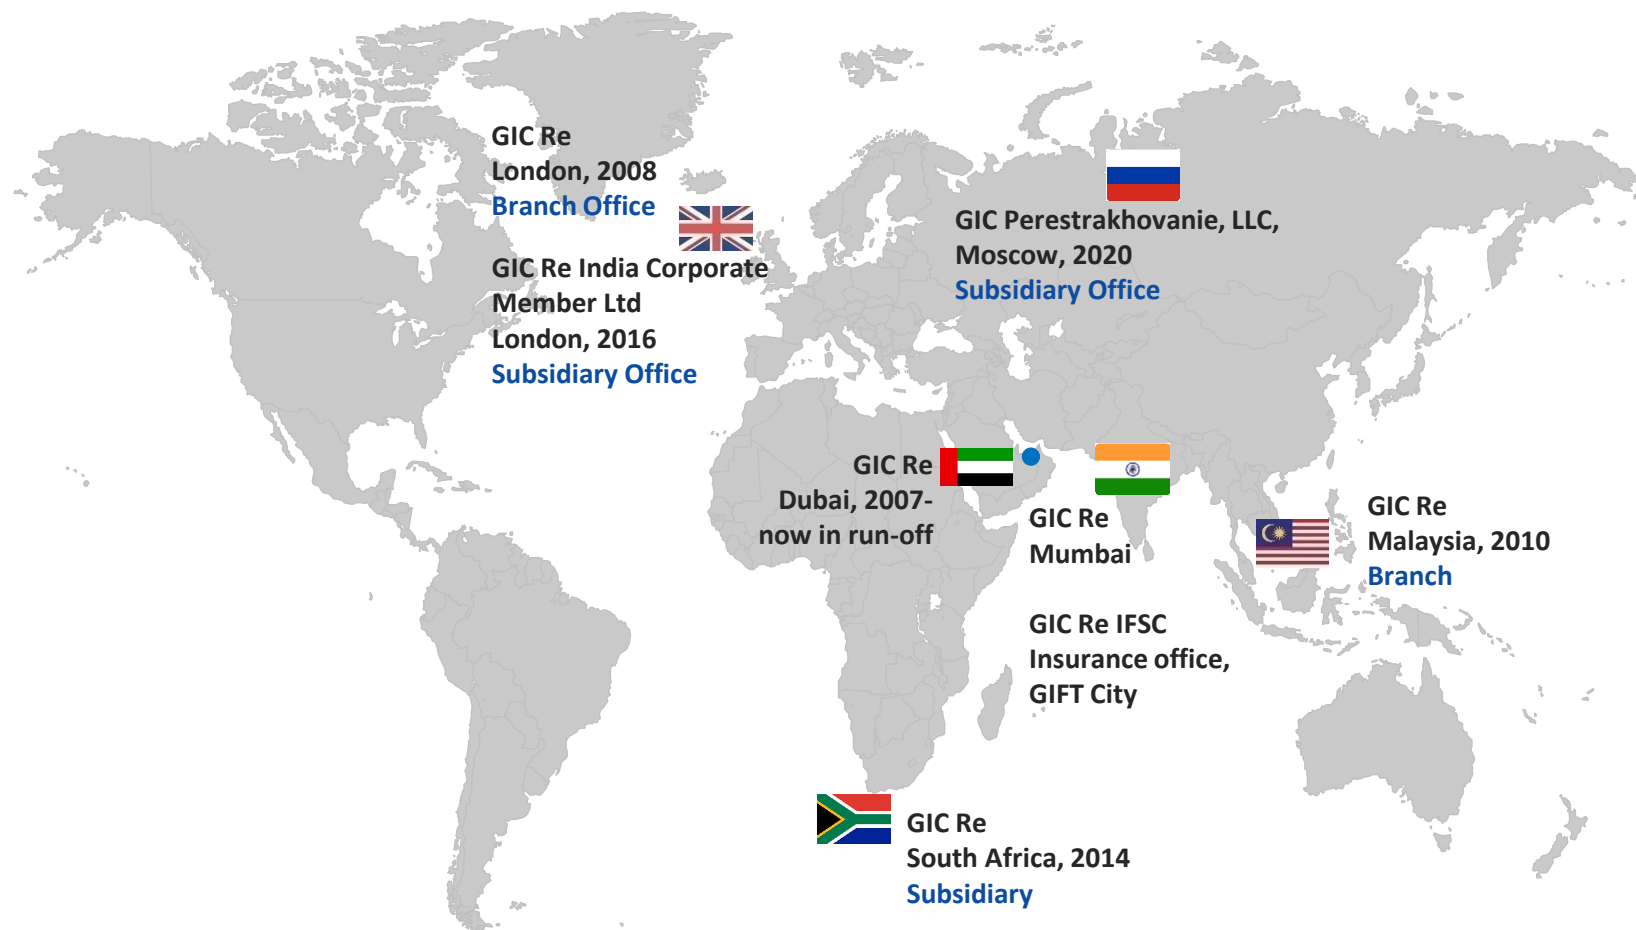 GIC Re
London, 2008
Branch Office
GIC Re India Corporate
Member Ltd
London, 2016
Subsidiary Office
GIC Perestrakhovanie, LLC,
Moscow, 2020
Subsidiary Office
GIC Re
Dubai, 2007-
now in run-off
GIC Re
Mumbai
GIC Re IFSC
Insurance office,
GIFT City
GIC Re
Malaysia, 2010
Branch
GIC Re
South Africa, 2014
Subsidiary